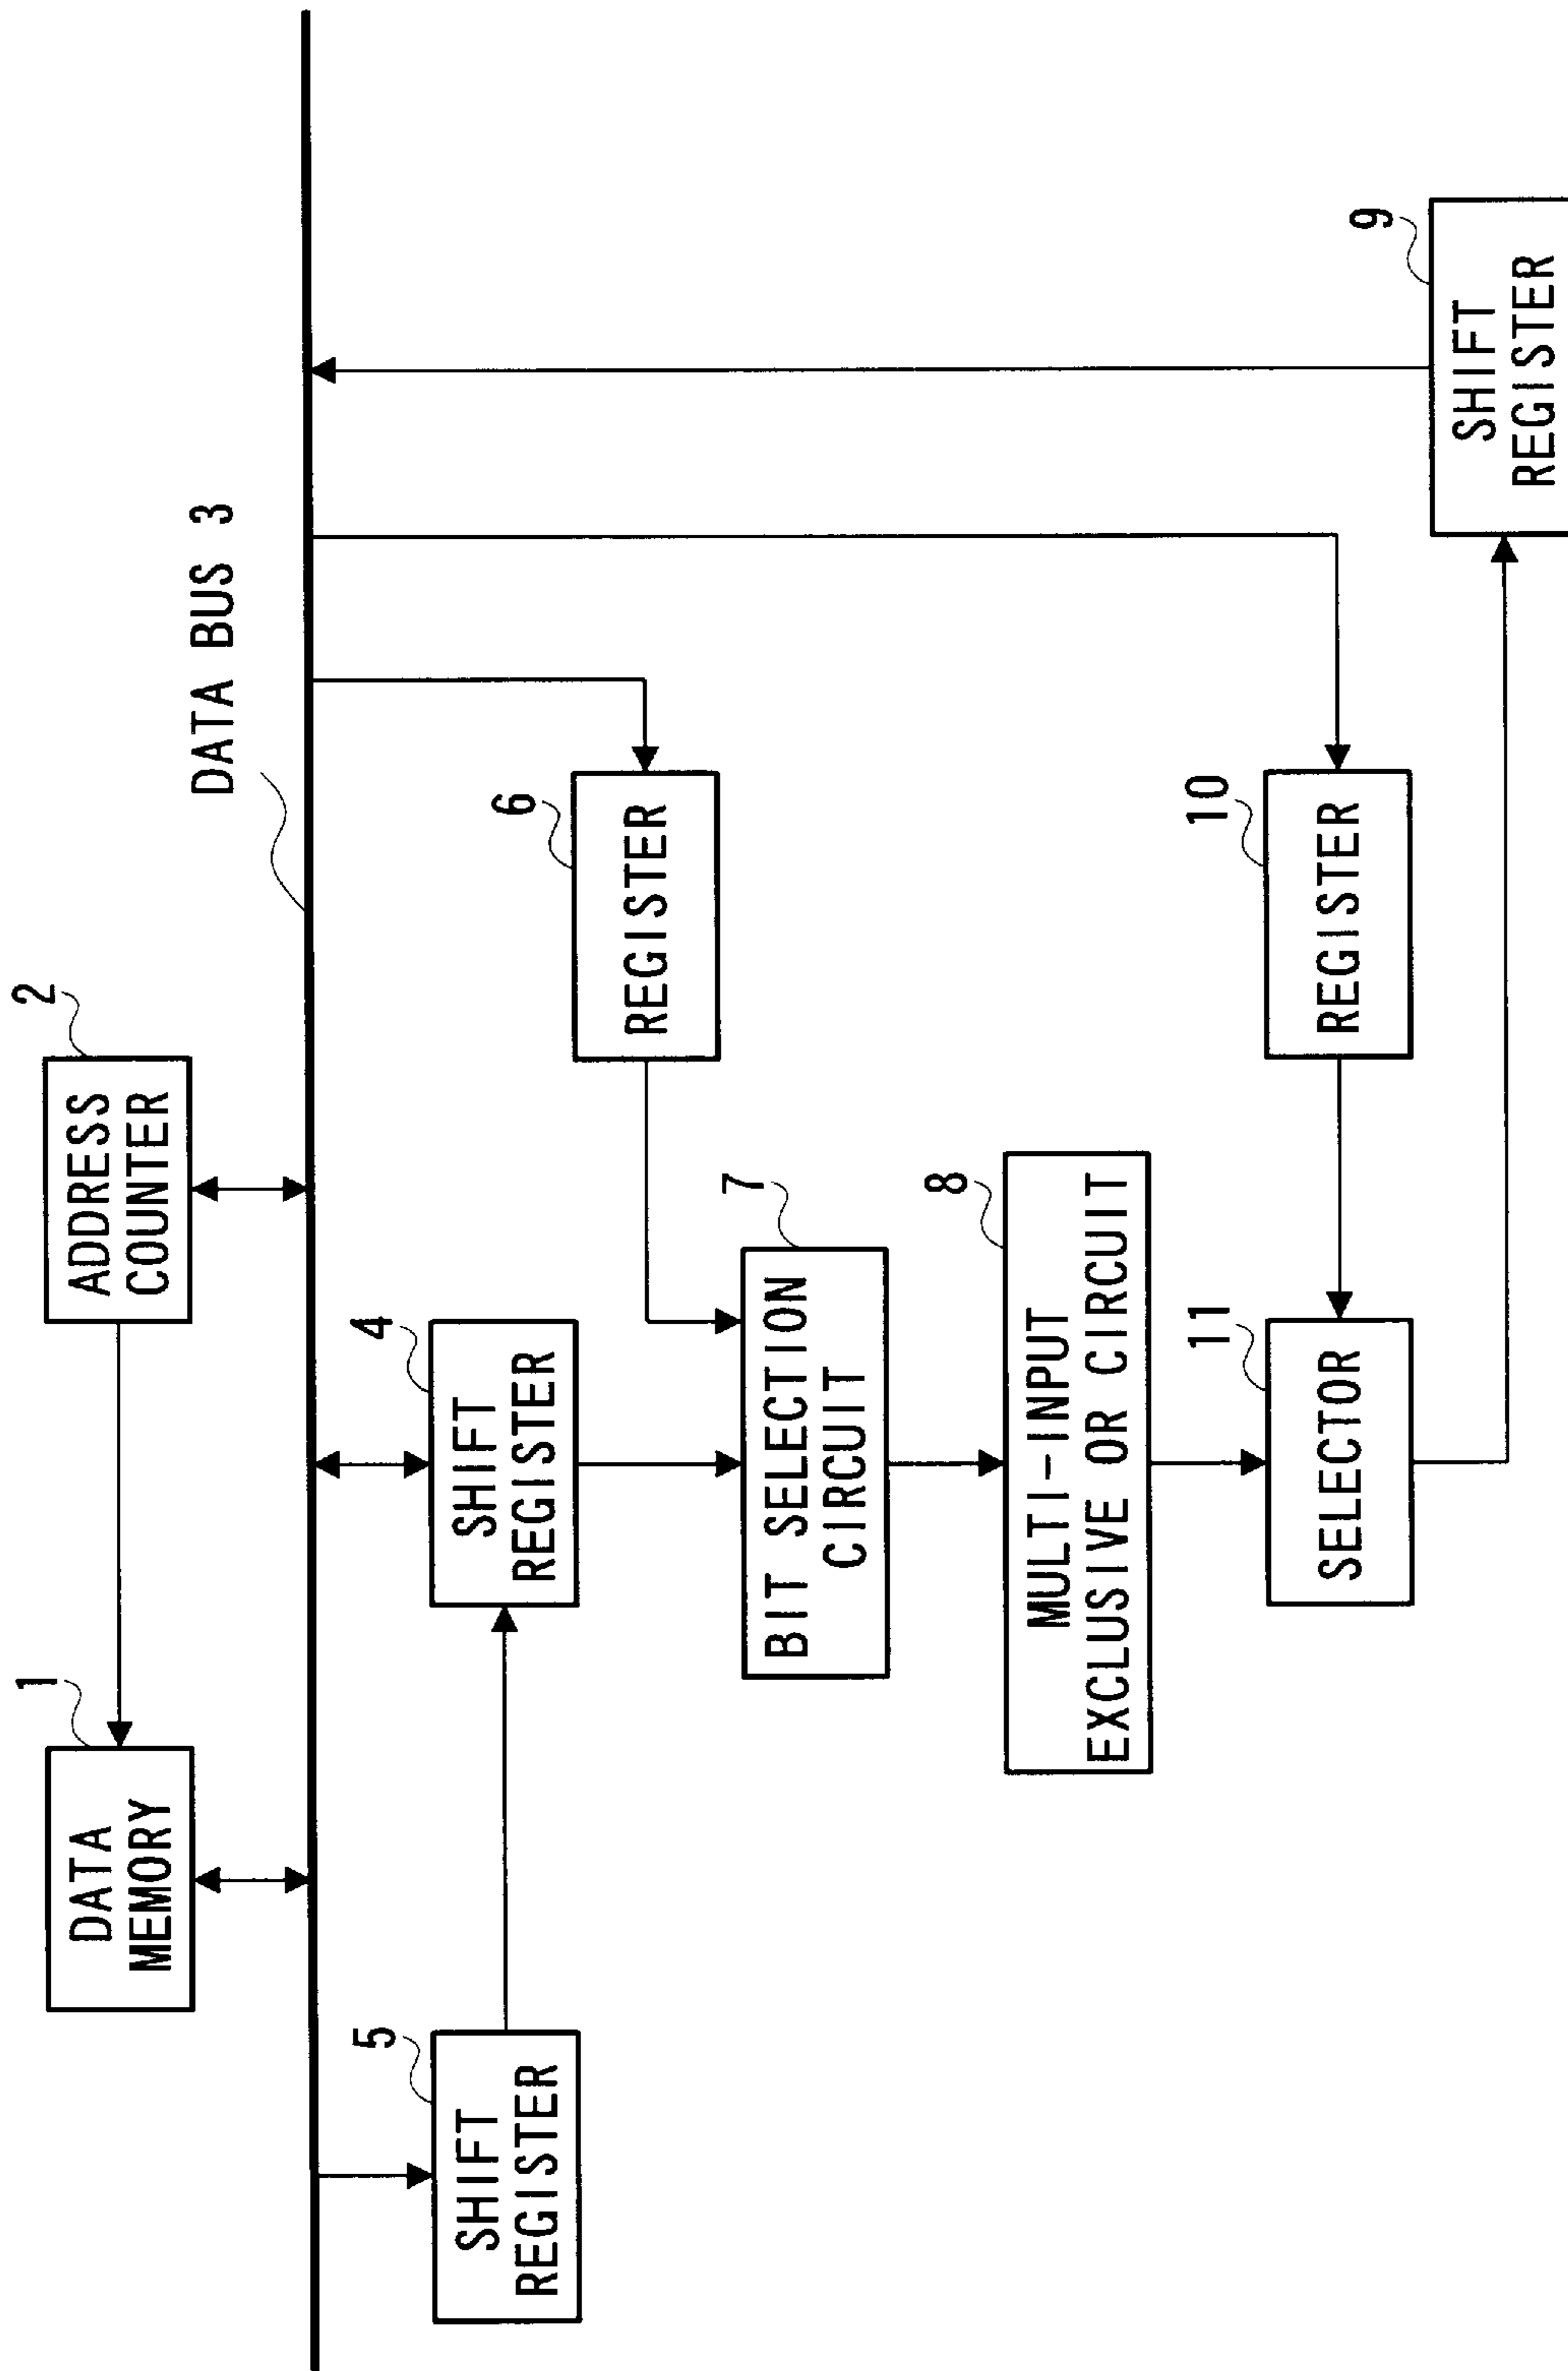 1
DATA
MEMORY
2
ADDRESS
COUNTER
DATA BUS 3
5
SHIFT
REGISTER
4
SHIFT
REGISTER
6
REGISTER
7
BIT SELECTION
CIRCUIT
8
MULTI-INPUT
EXCLUSIVE OR CIRCUIT
11
SELECTOR
10
REGISTER
9
SHIFT
REGISTER